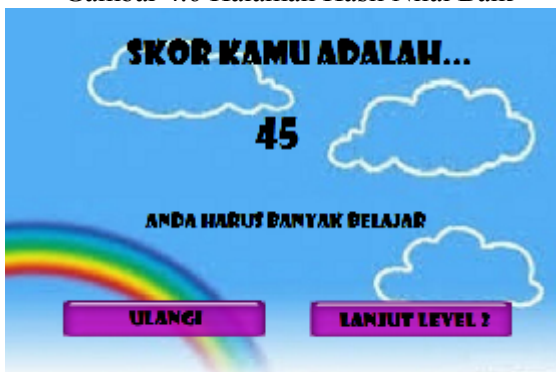 SKOR KAMU ADALAH...
45
ANDA HARUS BANYAK BELAJAR
ULANGI
LANJUT LEVEL 2